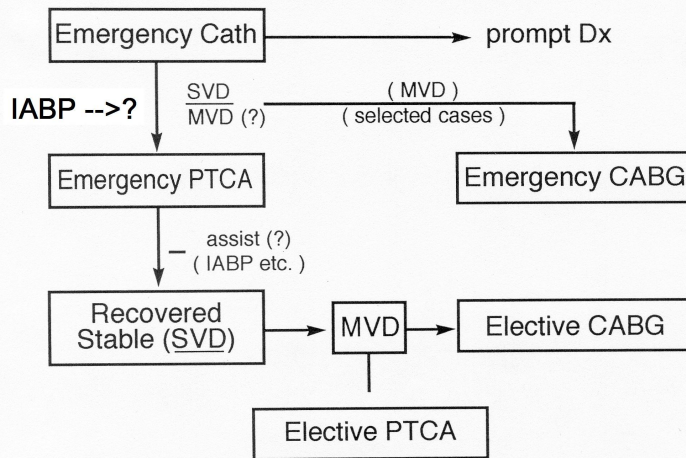 Emergency Cath
prompt Dx
IABP -->?
SVD
MVD (?)
( MVD )
( selected cases )
Emergency PTCA
Emergency CABG
assist (?)
( IABP etc. )
Recovered
Stable (SVD)
MVD
Elective CABG
Elective PTCA